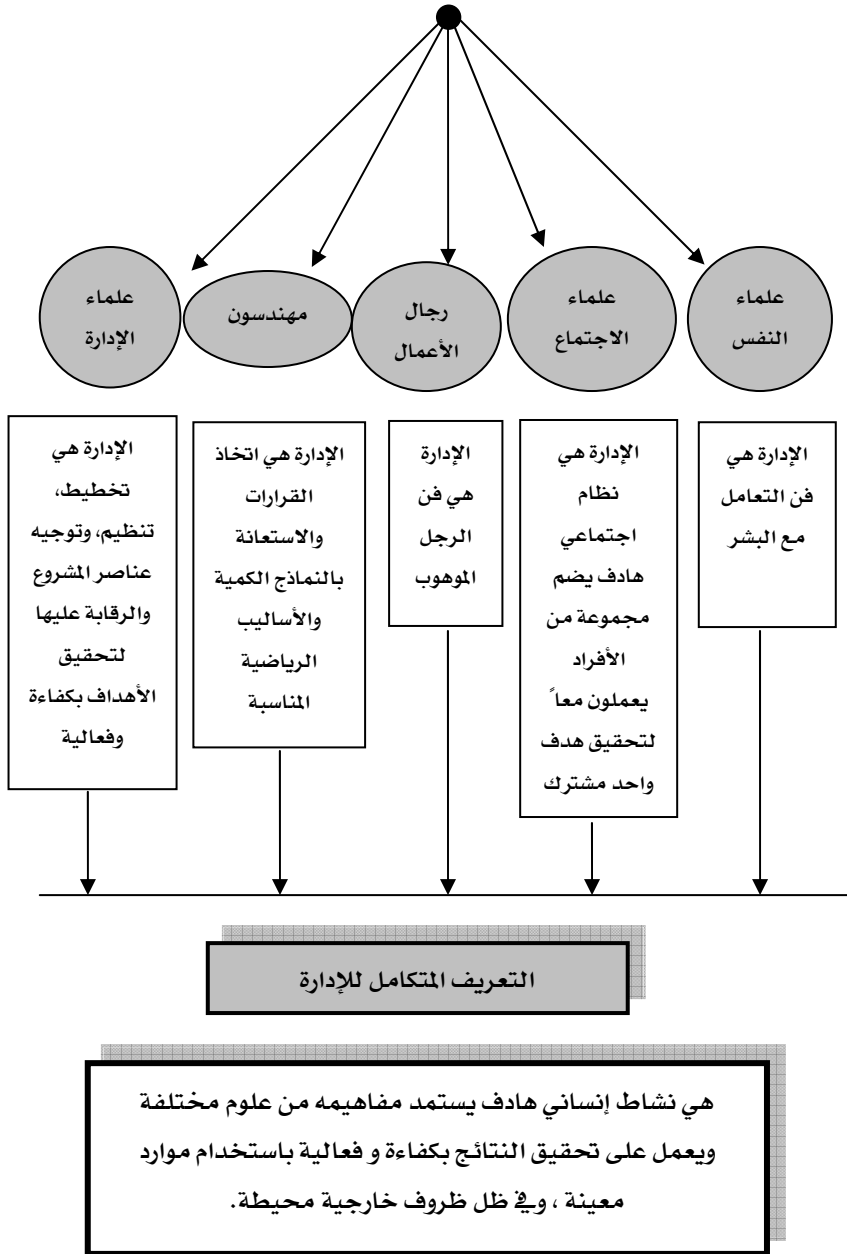 علماء
النفس
علماء
الاجتماع
رجال
الأعمال
مهندسون
علماء
الإدارة
الإدارة هي
فن التعامل
مع البشر
الإدارة هي
نظام
اجتماعي
هادف يضم
مجموعة من
الأفراد
يعملون معاً
لتحقيق هدف
واحد مشترك
الإدارة
هي فن
الرجل
الموهوب
الإدارة هي اتخاذ
القرارات
والاستعانة
بالنماذج الكمية
والأساليب
الرياضية
المناسبة
الإدارة هي
تخطيط،
تنظيم، وتوجيه
عناصر المشروع
والرقابة عليها
لتحقيق
الأهداف بكفاءة
وفعالية
التعريف المتكامل للإدارة
هي نشاط إنساني هادف يستمد مفاهيمه من علوم مختلفة
ويعمل على تحقيق النتائج بكفاءة و فعالية باستخدام موارد
معينة ، وفي ظل ظروف خارجية محيطة.